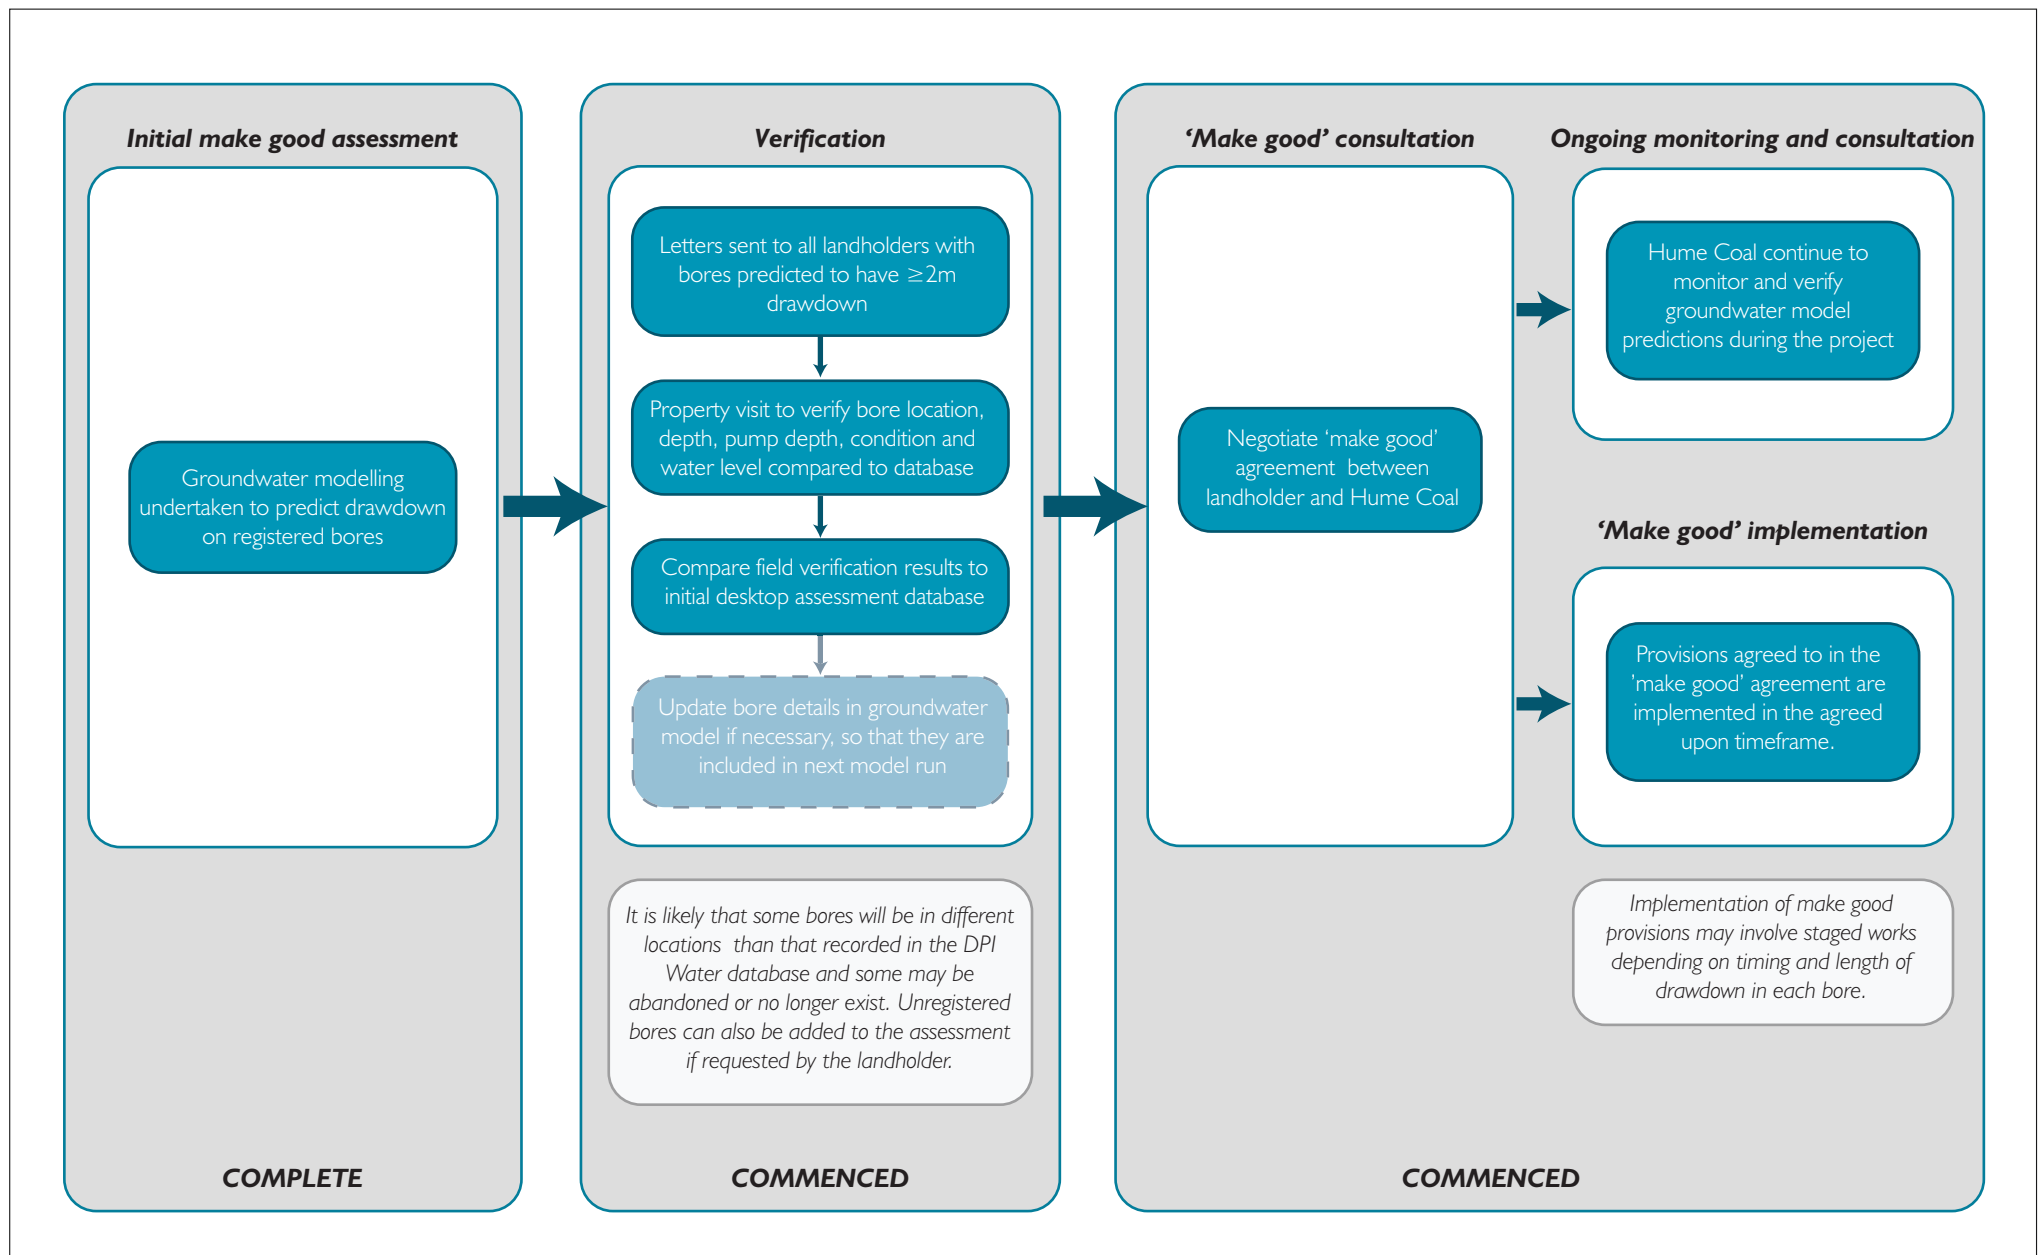 Initial make good assessment
Groundwater modelling
undertaken to predict drawdown
on registered bores
COMPLETE
Verification
Letters sent to all landholders with
bores predicted to have ≥2m
drawdown
Property visit to verify bore location,
depth, pump depth, condition and
water level compared to database
Compare field verification results to
initial desktop assessment database
Update bore details in groundwater
model if necessary, so that they are
included in next model run
It is likely that some bores will be in different
locations than that recorded in the DPI
Water database and some may be
abandoned or no longer exist. Unregistered
bores can also be added to the assessment
if requested by the landholder.
COMMENCED
‘Make good’ consultation
Negotiate ‘make good’
agreement between
landholder and Hume Coal
Ongoing monitoring and consultation
Hume Coal continue to
monitor and verify
groundwater model
predictions during the project
‘Make good’ implementation
Provisions agreed to in the
’make good’ agreement are
implemented in the agreed
upon timeframe.
Implementation of make good
provisions may involve staged works
depending on timing and length of
drawdown in each bore.
COMMENCED